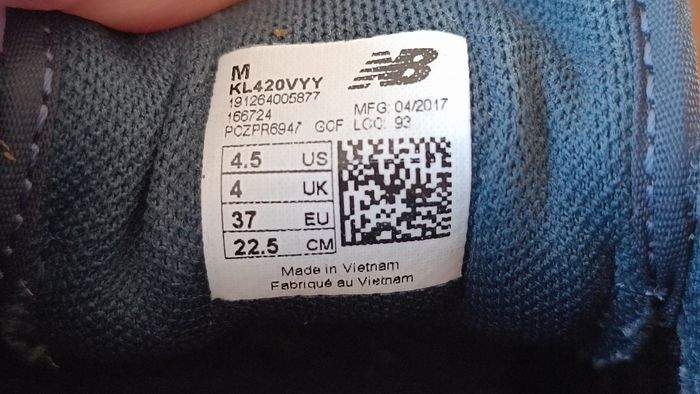 M
NB
KL420VYY
191264005877
166724 MFG: 04/2017
PCZPR6947 GCF LOC: 93
4.5 US
4 UK
37 EU
22.5 CM
Made in Vietnam
Fabriqué au Vietnam